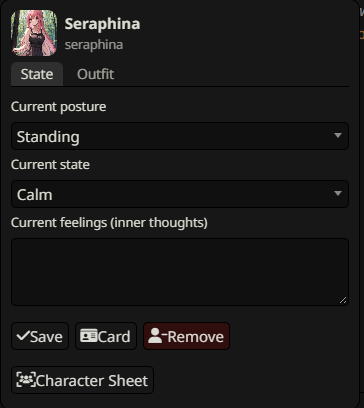 Seraphina
seraphina
State Outfit
Current posture
Standing
Current state
Calm
Current feelings (inner thoughts)
Save Card Remove
Character Sheet